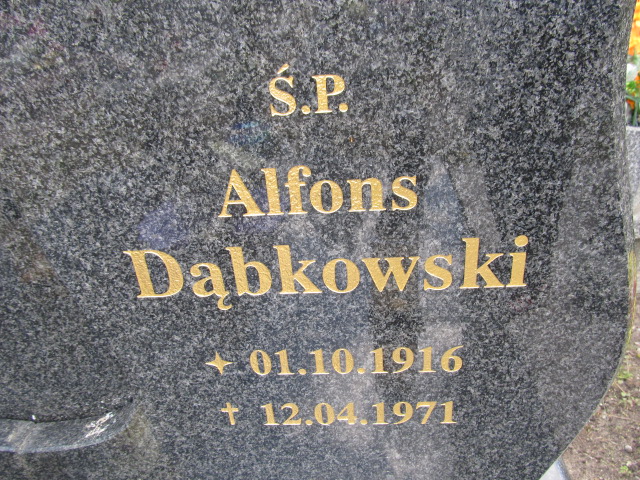 Ś.P.
Alfons
Dąbkowski
✦ 01.10.1916
✝ 12.04.1971